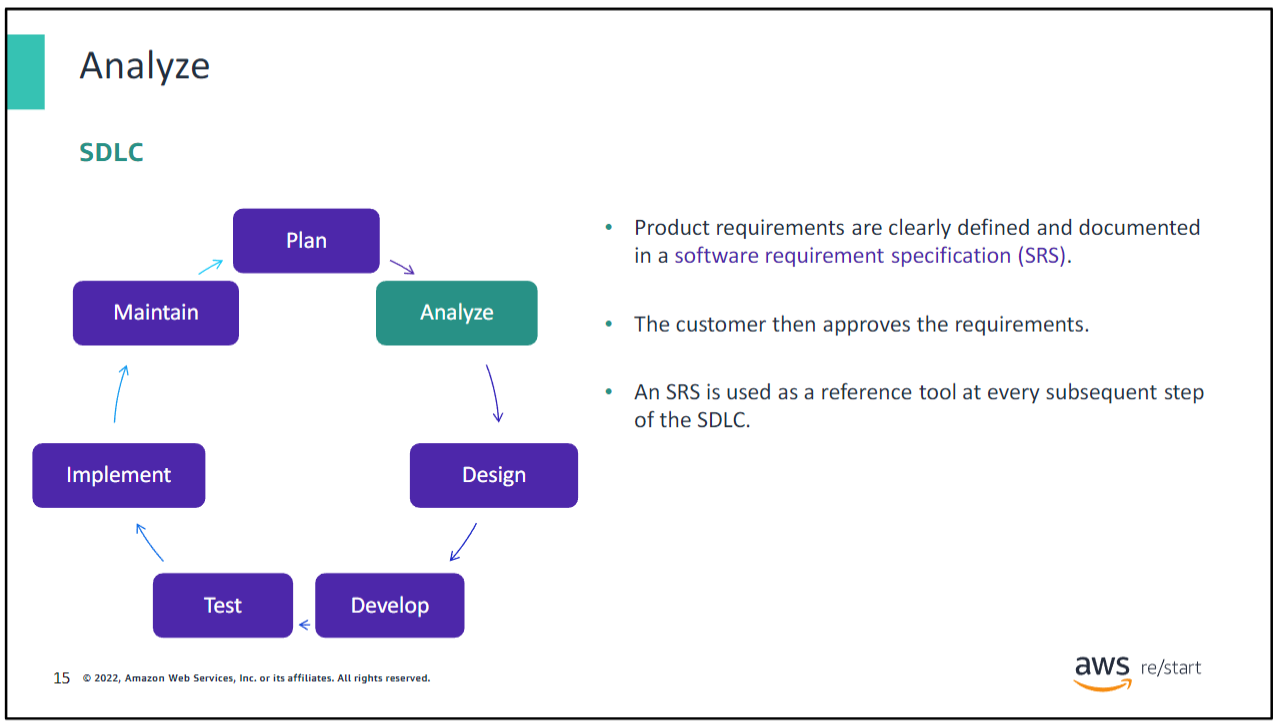 Analyze
SDLC
Plan
Analyze
Design
Develop
Test
Implement
Maintain
• Product requirements are clearly defined and documented
in a software requirement specification (SRS).
• The customer then approves the requirements.
• An SRS is used as a reference tool at every subsequent step
of the SDLC.
15 © 2022, Amazon Web Services, Inc. or its affiliates. All rights reserved.
aws re/start